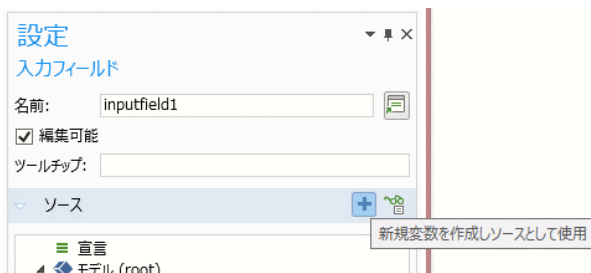 設定
入力フィールド
名前: inputfield1
編集可能
ツールチップ:
ソース
新規変数を作成しソースとして使用
宣言
モデル (root)